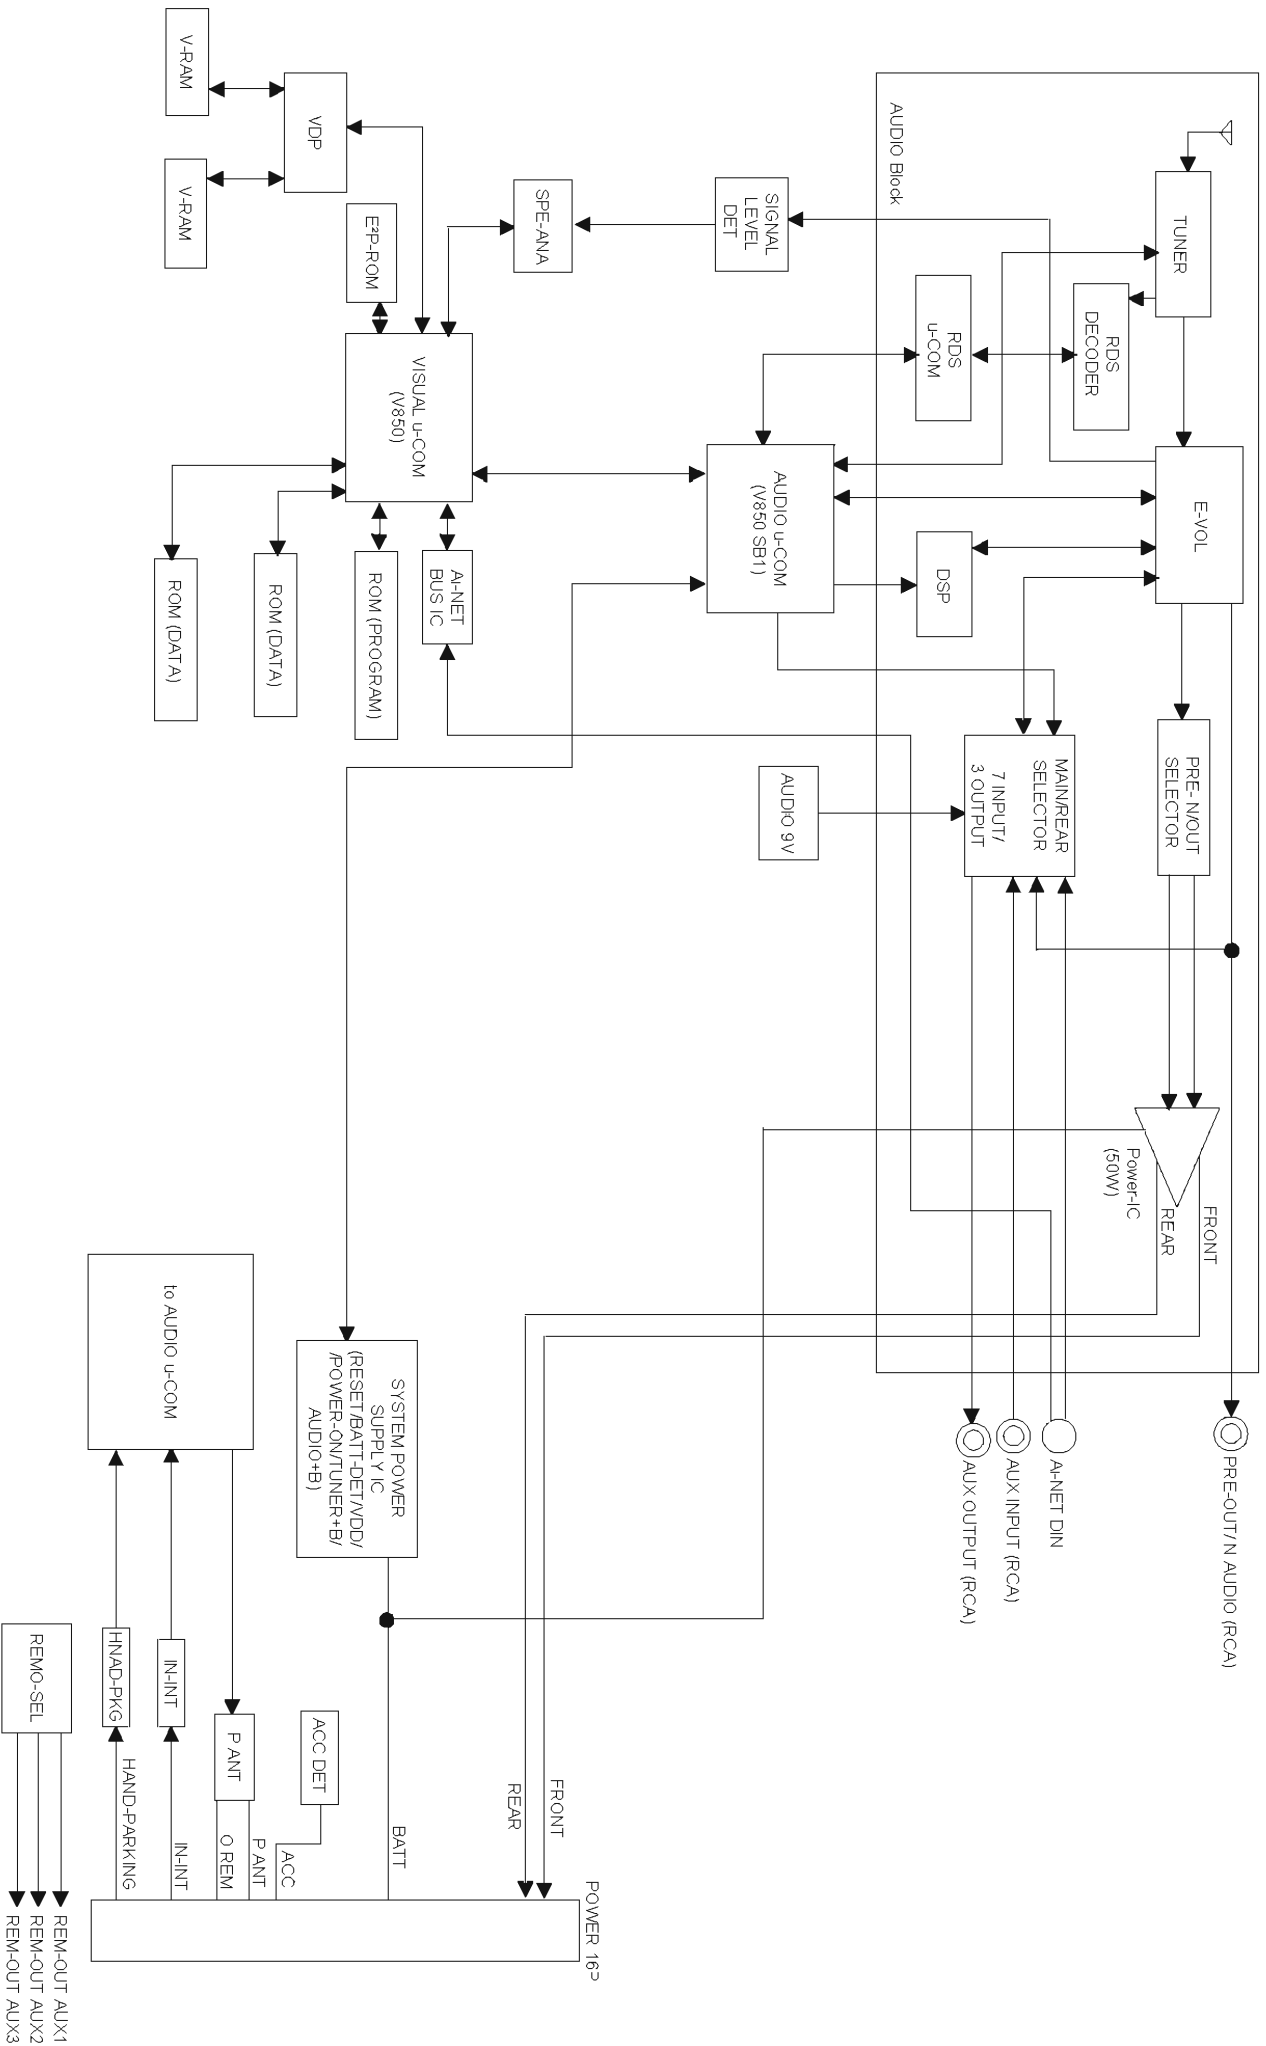 AUDIO Block
TUNER
RDS
DECODER
RDS
u-COM
E-VOL
DSP
PRE- N/OUT
SELECTOR
MAIN/REAR
SELECTOR
7 INPUT/
3 OUTPUT
AUDIO 9V
Power-IC
(50W)
FRONT
REAR
PRE-OUT/ N AUDIO (RCA)
Ai-NET DIN
AUX INPUT (RCA)
AUX OUTPUT (RCA)
SIGNAL
LEVEL
DET
SPE-ANA
AUDIO u-COM
(V850 SB1)
VISUAL u-COM
(V850)
E²P-ROM
VDP
V-RAM
V-RAM
Ai-NET
BUS IC
ROM (PROGRAM)
ROM (DATA)
ROM (DATA)
SYSTEM POWER
SUPPLY IC
(RESET/BATT-DET/VDD/
/POWER-ON/TUNER+B/
AUDIO+B)
to AUDIO u-COM
POWER 16P
FRONT
REAR
BATT
ACC DET
ACC
P ANT
P ANT
O REM
IN-INT
IN-INT
HNAD-PKG
HAND-PARKING
REMO-SEL
REM-OUT AUX1
REM-OUT AUX2
REM-OUT AUX3